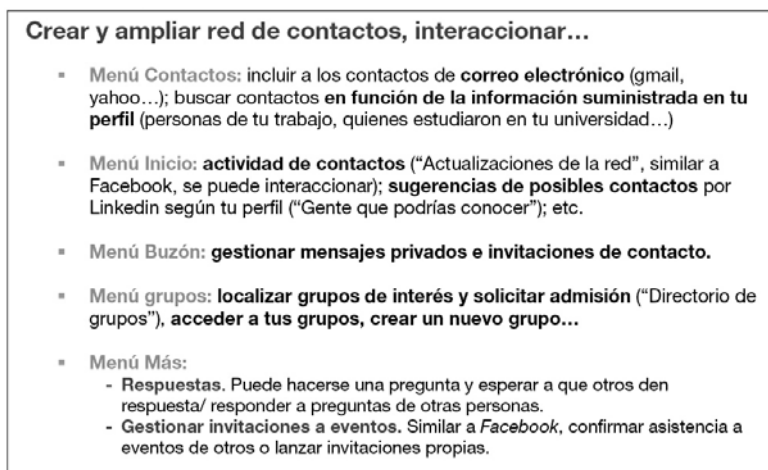 Crear y ampliar red de contactos, interaccionar...
▪ Menú Contactos: incluir a los contactos de correo electrónico (gmail,
yahoo...); buscar contactos en función de la información suministrada en tu
perfil (personas de tu trabajo, quienes estudiaron en tu universidad...)
▪ Menú Inicio: actividad de contactos (“Actualizaciones de la red”, similar a
Facebook, se puede interaccionar); sugerencias de posibles contactos por
Linkedin según tu perfil (“Gente que podrías conocer”); etc.
▪ Menú Buzón: gestionar mensajes privados e invitaciones de contacto.
▪ Menú grupos: localizar grupos de interés y solicitar admisión (“Directorio de
grupos”), acceder a tus grupos, crear un nuevo grupo...
▪ Menú Más:
- Respuestas. Puede hacerse una pregunta y esperar a que otros den
respuesta/ responder a preguntas de otras personas.
- Gestionar invitaciones a eventos. Similar a Facebook, confirmar asistencia a
eventos de otros o lanzar invitaciones propias.